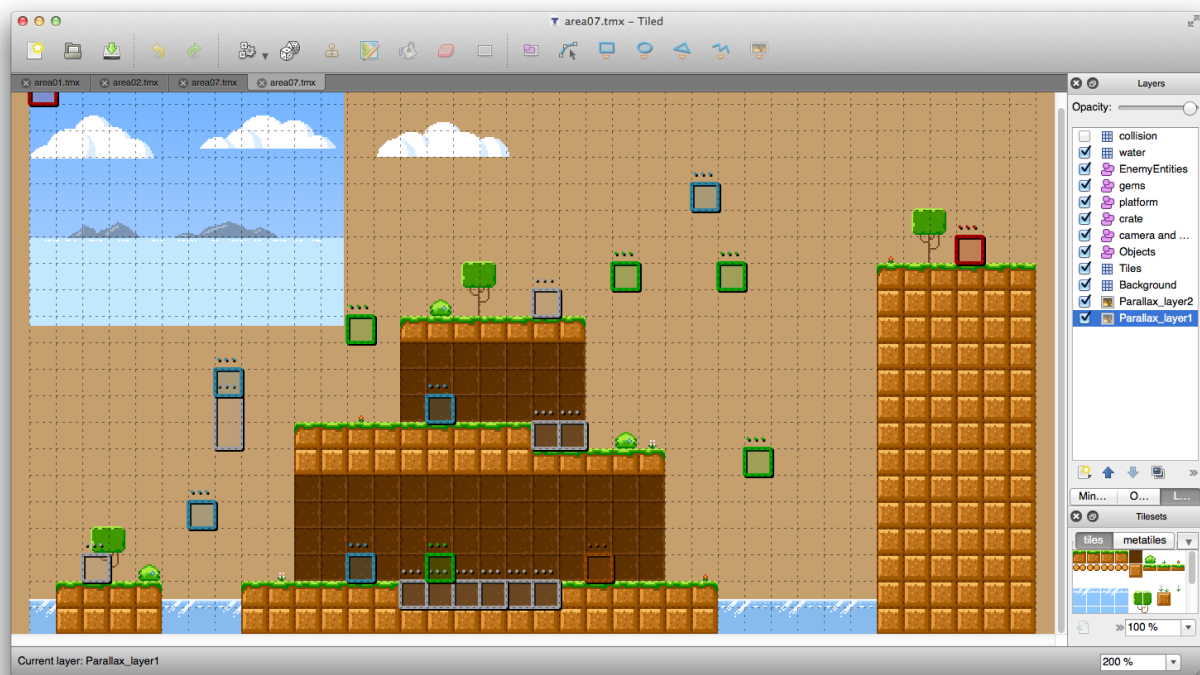 area07.tmx – Tiled
area01.tmx
area02.tmx
area07.tmx
area07.tmx
Layers
Opacity:
collision
water
EnemyEntities
gems
platform
crate
camera and ...
Objects
Tiles
Background
Parallax_layer2
Parallax_layer1
Min... O... L...
Tilesets
tiles metatiles
100 %
Current layer: Parallax_layer1
200 %